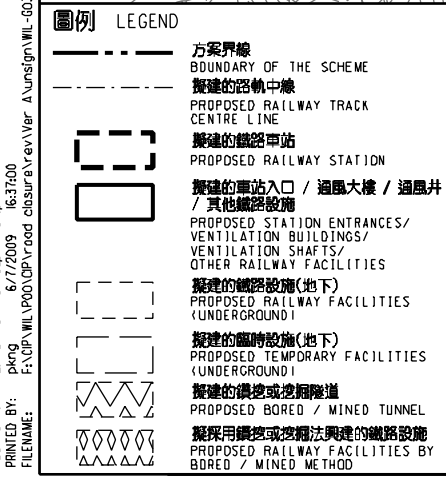 圖例 LEGEND
方案界線
BOUNDARY OF THE SCHEME
擬建的路軌中線
PROPOSED RAILWAY TRACK
CENTRE LINE
擬建的鐵路車站
PROPOSED RAILWAY STATION
擬建的車站入口 / 通風大樓 / 通風井
/ 其他鐵路設施
PROPOSED STATION ENTRANCES/
VENTILATION BUILDINGS/
VENTILATION SHAFTS/
OTHER RAILWAY FACILITIES
擬建的鐵路設施(地下)
PROPOSED RAILWAY FACILITIES
(UNDERGROUND)
擬建的臨時設施(地下)
PROPOSED TEMPORARY FACILITIES
(UNDERGROUND)
擬建的鑽挖或挖掘隧道
PROPOSED BORED / MINED TUNNEL
擬採用鑽挖或挖掘法興建的鐵路設施
PROPOSED RAILWAY FACILITIES BY
BORED / MINED METHOD
PRINTED BY: pkng 6/7/2009 16:37:00
FILENAME: F:\CIP\WIL\POO\CIP\road closure\rev\Ver A\unsign\WIL-G0